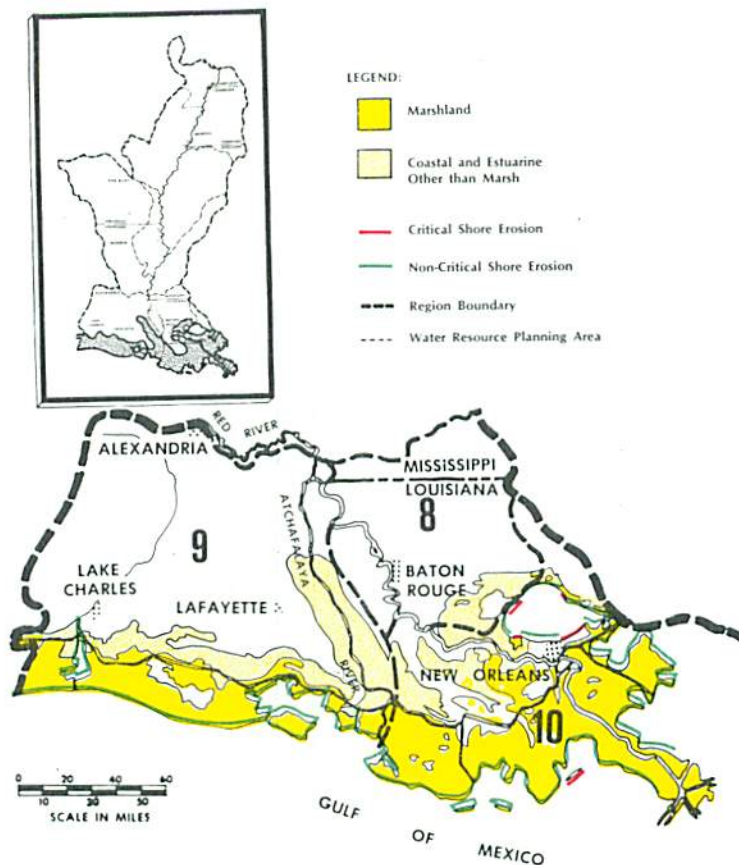 LEGEND:
Marshland
Coastal and Estuarine
Other than Marsh
Critical Shore Erosion
Non-Critical Shore Erosion
Region Boundary
Water Resource Planning Area
RED RIVER
ALEXANDRIA
MISSISSIPPI
LOUISIANA
ATCHAFALAYA
RIVER
8
9
LAKE
CHARLES
BATON
ROUGE
LAFAYETTE
NEW ORLEANS
10
0 20 40 60
10 30 50
SCALE IN MILES
GULF OF MEXICO